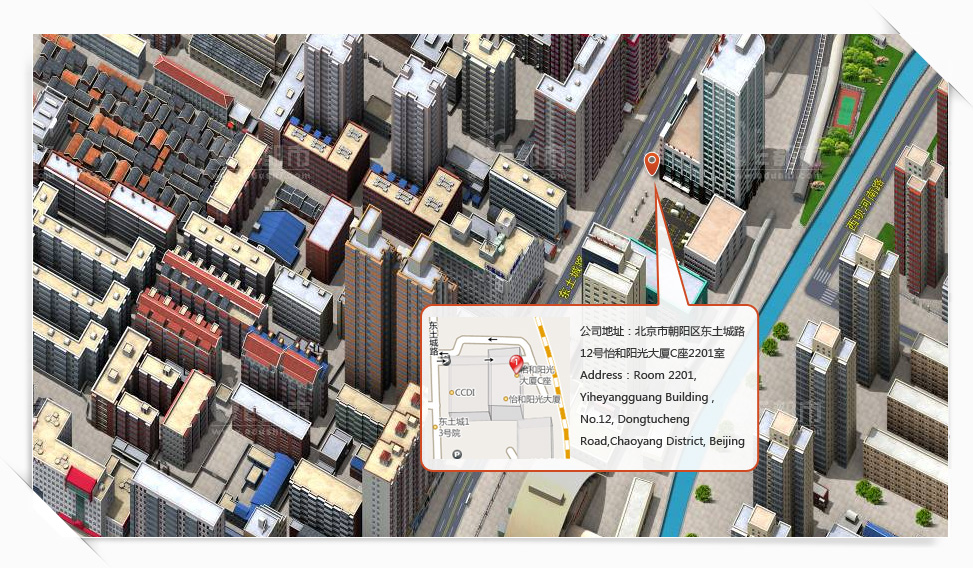 西坝河南路
东土城路
公司地址：北京市朝阳区东土城路
12号怡和阳光大厦C座2201室
Address：Room 2201,
Yiheyangguang Building ,
No.12, Dongtucheng
Road,Chaoyang District, Beijing
东土城路
怡和阳光
大厦C座
CCDI
怡和阳光大厦
东土城1
3号院
P